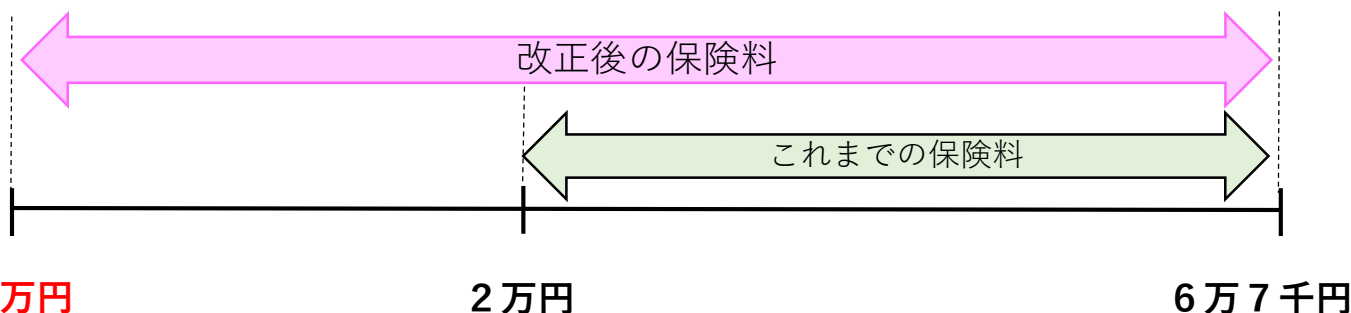 改正後の保険料
これまでの保険料
万円
２万円
６万７千円